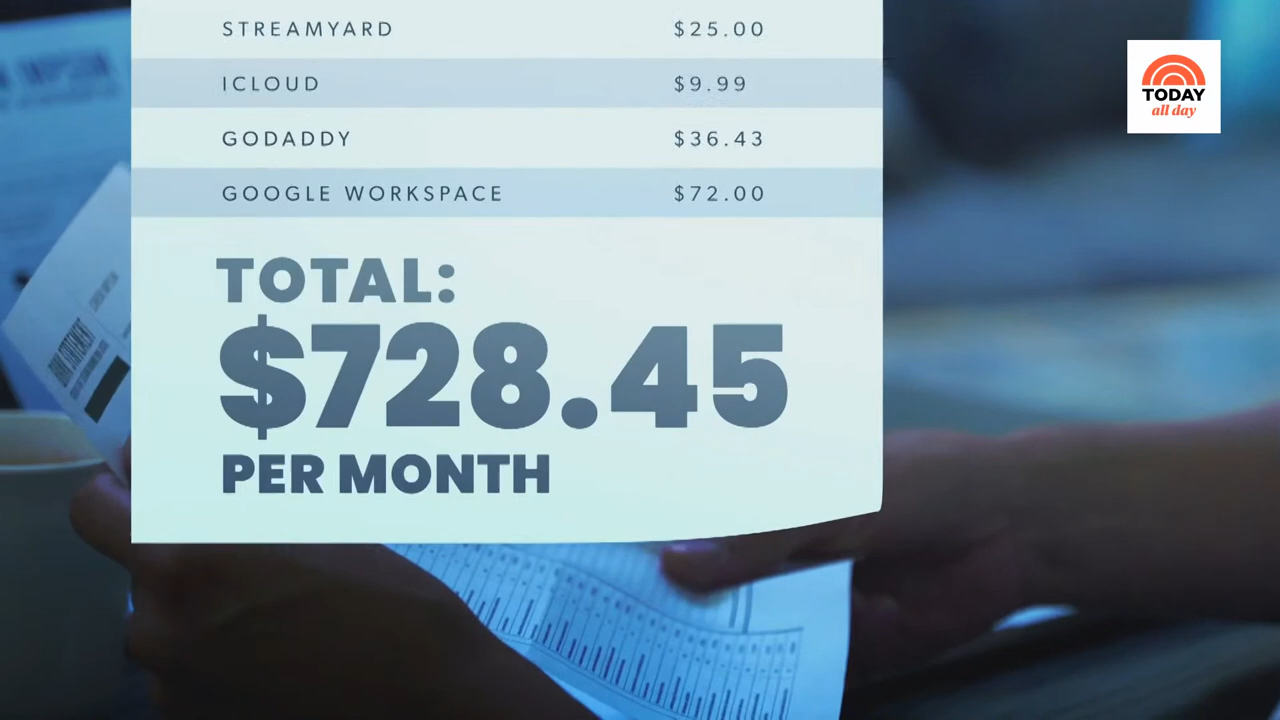 STREAMYARD $25.00
ICLOUD $9.99
GODADDY $36.43
GOOGLE WORKSPACE $72.00
TOTAL:
$728.45
PER MONTH
TODAY
all day